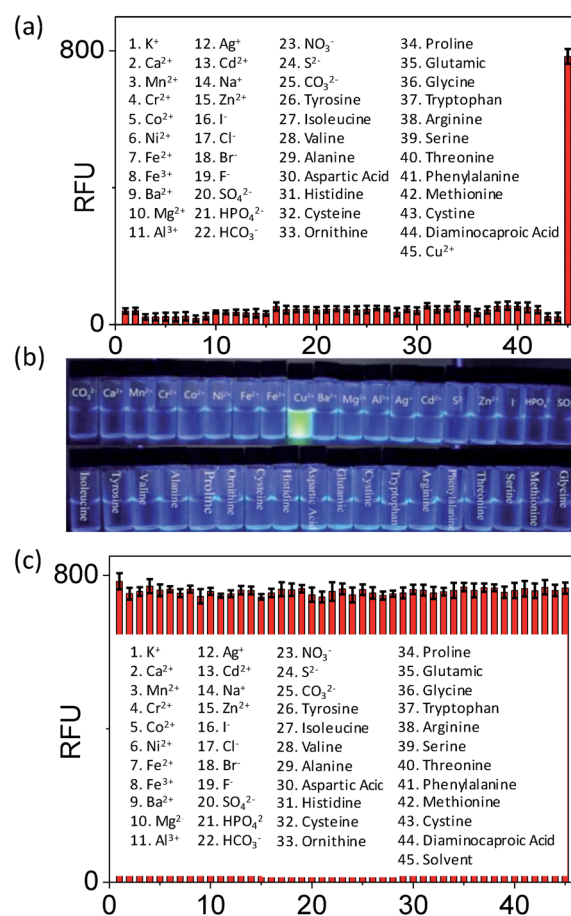 (a)
800
0
RFU
1. K⁺
2. Ca²⁺
3. Mn²⁺
4. Cr²⁺
5. Co²⁺
6. Ni²⁺
7. Fe²⁺
8. Fe³⁺
9. Ba²⁺
10. Mg²⁺
11. Al³⁺
12. Ag⁺
13. Cd²⁺
14. Na⁺
15. Zn²⁺
16. I⁻
17. Cl⁻
18. Br⁻
19. F⁻
20. SO₄²⁻
21. HPO₄²⁻
22. HCO₃⁻
23. NO₃⁻
24. S²⁻
25. CO₃²⁻
26. Tyrosine
27. Isoleucine
28. Valine
29. Alanine
30. Aspartic Acid
31. Histidine
32. Cysteine
33. Ornithine
34. Proline
35. Glutamic
36. Glycine
37. Tryptophan
38. Arginine
39. Serine
40. Threonine
41. Phenylalanine
42. Methionine
43. Cystine
44. Diaminocaproic Acid
45. Cu²⁺
0 10 20 30 40
(b)
CO₃²⁻ Ca²⁺ Mn²⁺ Cr²⁺ Co²⁺ Ni²⁺ Fe²⁺ Fe³⁺ Cu²⁺ Ba²⁺ Mg²⁺ Al³⁺ Ag⁺ Cd²⁺ S²⁻ Zn²⁺ I⁻ HPO₄²⁻ SO₄
Isoleucine
Tyrosine
Valine
Alanine
Proline
Ornithine
Cysteine
Histidine
Aspartic Acid
Glutamic
Cystine
Tryptophan
Arginine
Phenylalanine
Threonine
Serine
Methionine
Glycine
(c)
800
0
RFU
1. K⁺
2. Ca²⁺
3. Mn²⁺
4. Cr²⁺
5. Co²⁺
6. Ni²⁺
7. Fe²⁺
8. Fe³⁺
9. Ba²⁺
10. Mg²
11. Al³⁺
12. Ag⁺
13. Cd²⁺
14. Na⁺
15. Zn²⁺
16. I⁻
17. Cl⁻
18. Br⁻
19. F⁻
20. SO₄²⁻
21. HPO₄²
22. HCO₃⁻
23. NO₃⁻
24. S²⁻
25. CO₃²⁻
26. Tyrosine
27. Isoleucine
28. Valine
29. Alanine
30. Aspartic Acic
31. Histidine
32. Cysteine
33. Ornithine
34. Proline
35. Glutamic
36. Glycine
37. Tryptophan
38. Arginine
39. Serine
40. Threonine
41. Phenylalanine
42. Methionine
43. Cystine
44. Diaminocaproic Acid
45. Solvent
0 10 20 30 40